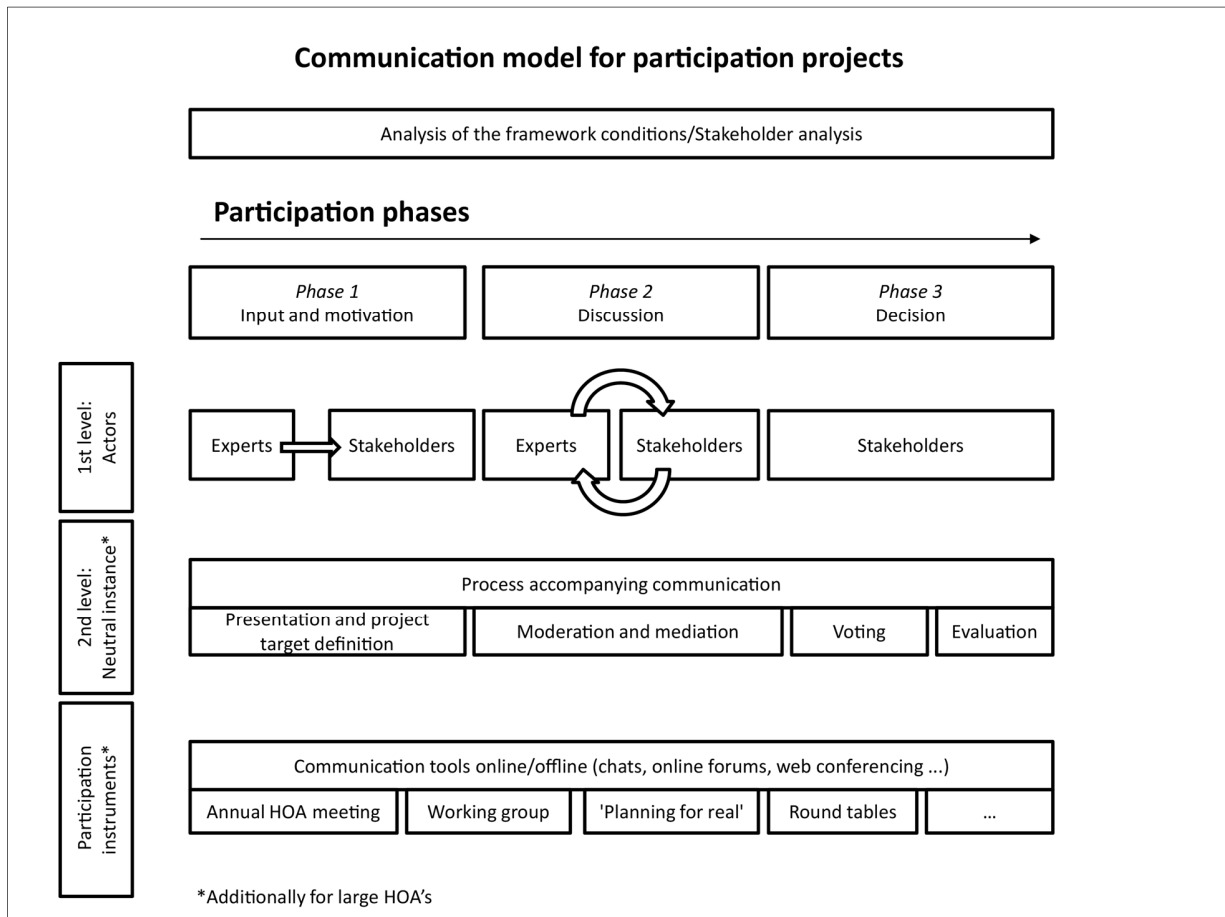 Communication model for participation projects
Analysis of the framework conditions/Stakeholder analysis
Participation phases
Phase 1
Input and motivation
Phase 2
Discussion
Phase 3
Decision
1st level:
Actors
Experts
Stakeholders
Experts
Stakeholders
Stakeholders
2nd level:
Neutral instance*
Process accompanying communication
Presentation and project
target definition
Moderation and mediation
Voting
Evaluation
Participation
instruments*
Communication tools online/offline (chats, online forums, web conferencing ...)
Annual HOA meeting
Working group
'Planning for real'
Round tables
...
*Additionally for large HOA’s